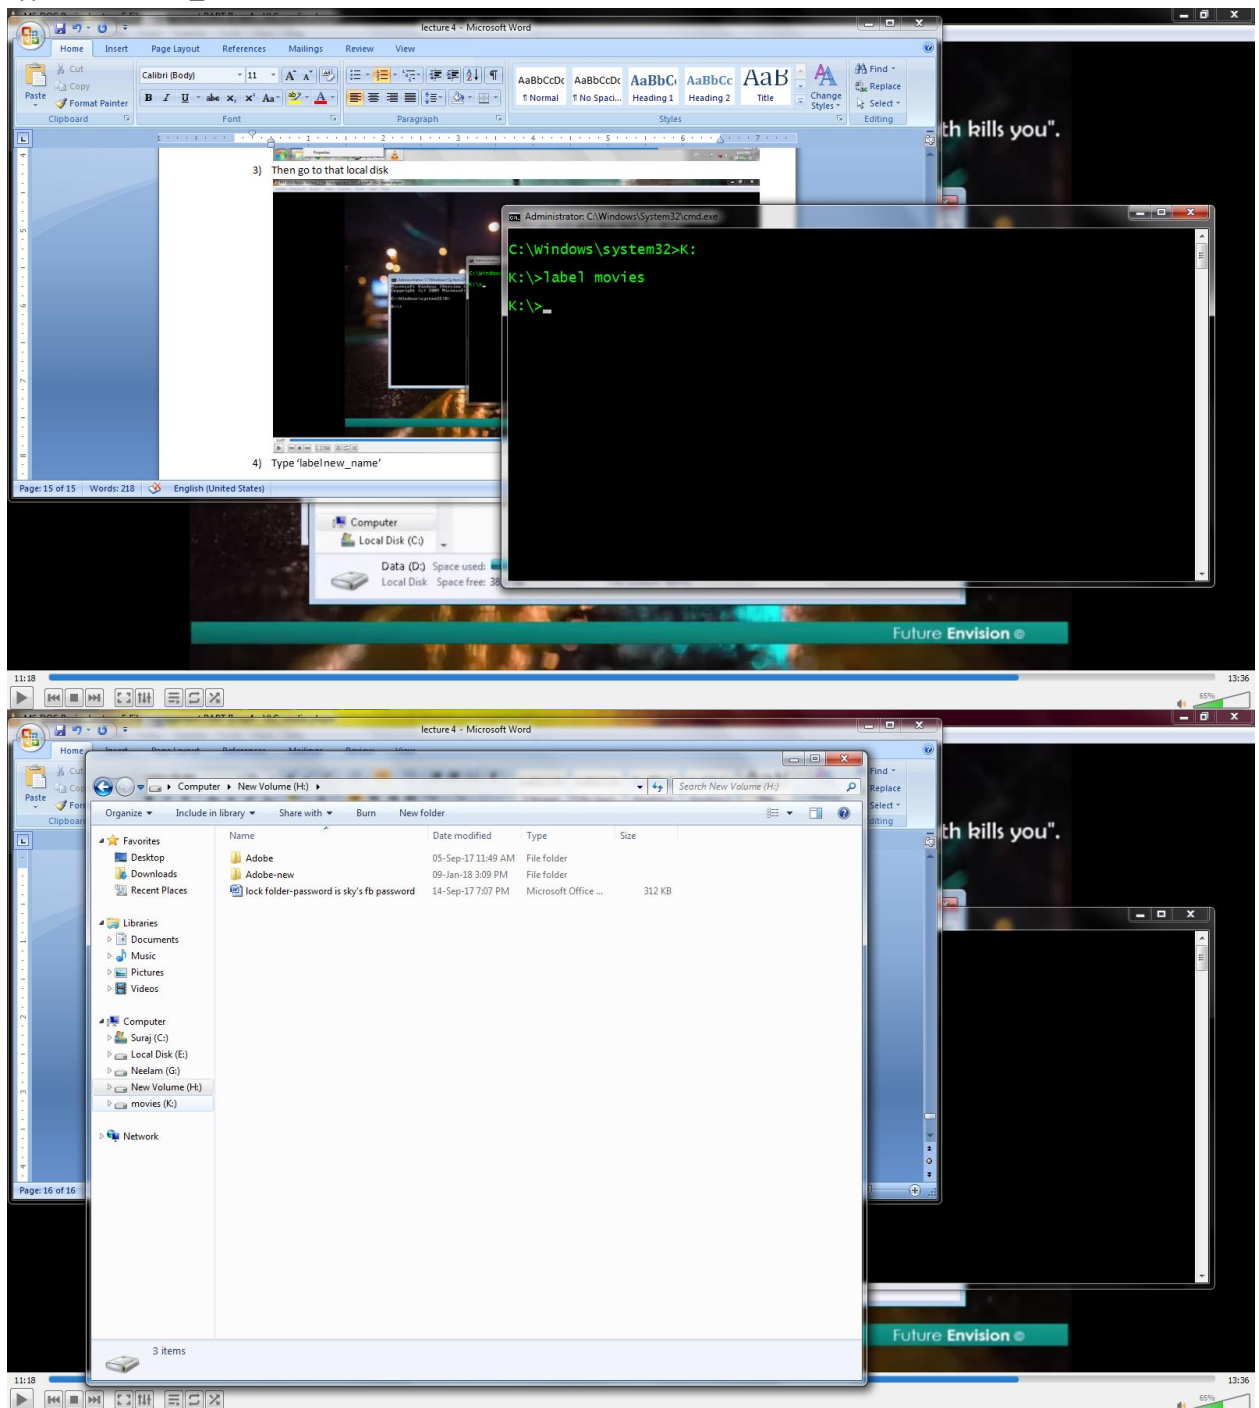 lecture 4 - Microsoft Word
Home Insert Page Layout References Mailings Review View
Cut
Copy
Paste
Format Painter
Calibri (Body) 11
AaBbCcDc AaBbCcDc AaBbC AaBbCc AaB
¶ Normal ¶ No Spaci... Heading 1 Heading 2 Title
Change Styles
Find
Replace
Select
Clipboard Font Paragraph Styles Editing
th kills you".
3) Then go to that local disk
Administrator: C:\Windows\System32\cmd.exe
C:\Windows\system32>K:
K:\>label movies
K:\>
4) Type 'label new_name'
Page: 15 of 15 Words: 218 English (United States)
Computer
Local Disk (C:)
Data (D:) Space used:
Local Disk Space free: 38
Future Envision ©
11:18 13:36
65%
lecture 4 - Microsoft Word
Home
Paste
Clipboar
Find
Replace
Select
diting
th kills you".
Computer New Volume (H:)
Search New Volume (H:)
Organize Include in library Share with Burn New folder
Name Date modified Type Size
Adobe 05-Sep-17 11:49 AM File folder
Adobe-new 09-Jan-18 3:09 PM File folder
lock folder-password is sky's fb password 14-Sep-17 7:07 PM Microsoft Office ... 312 KB
Favorites
Desktop
Downloads
Recent Places
Libraries
Documents
Music
Pictures
Videos
Computer
Suraj (C:)
Local Disk (E:)
Neelam (G:)
New Volume (H:)
movies (K:)
Network
Page: 16 of 16
3 items
Future Envision ©
11:18 13:36
65%